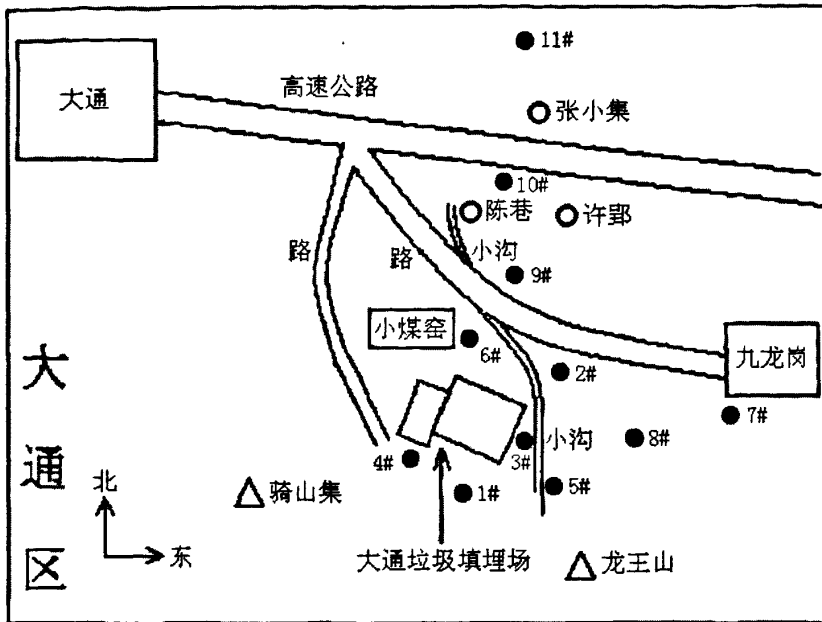 11#
大通
高速公路
张小集
10#
陈巷
许郢
小沟
路
路
9#
小煤窑
6#
九龙岗
2#
7#
大通区
小沟
8#
3#
4#
5#
1#
骑山集
北
东
大通垃圾填埋场
龙王山